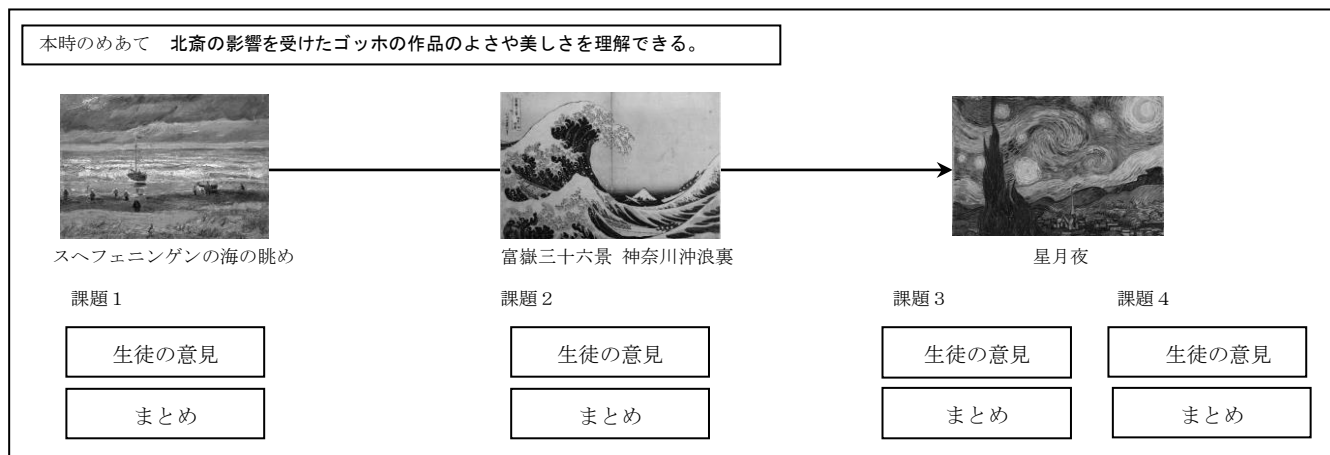 本時のめあて 北斎の影響を受けたゴッホの作品のよさや美しさを理解できる。
スヘフェニンゲンの海の眺め
富嶽三十六景 神奈川沖浪裏
星月夜
課題1
課題2
課題3
課題4
生徒の意見
生徒の意見
生徒の意見
生徒の意見
まとめ
まとめ
まとめ
まとめ